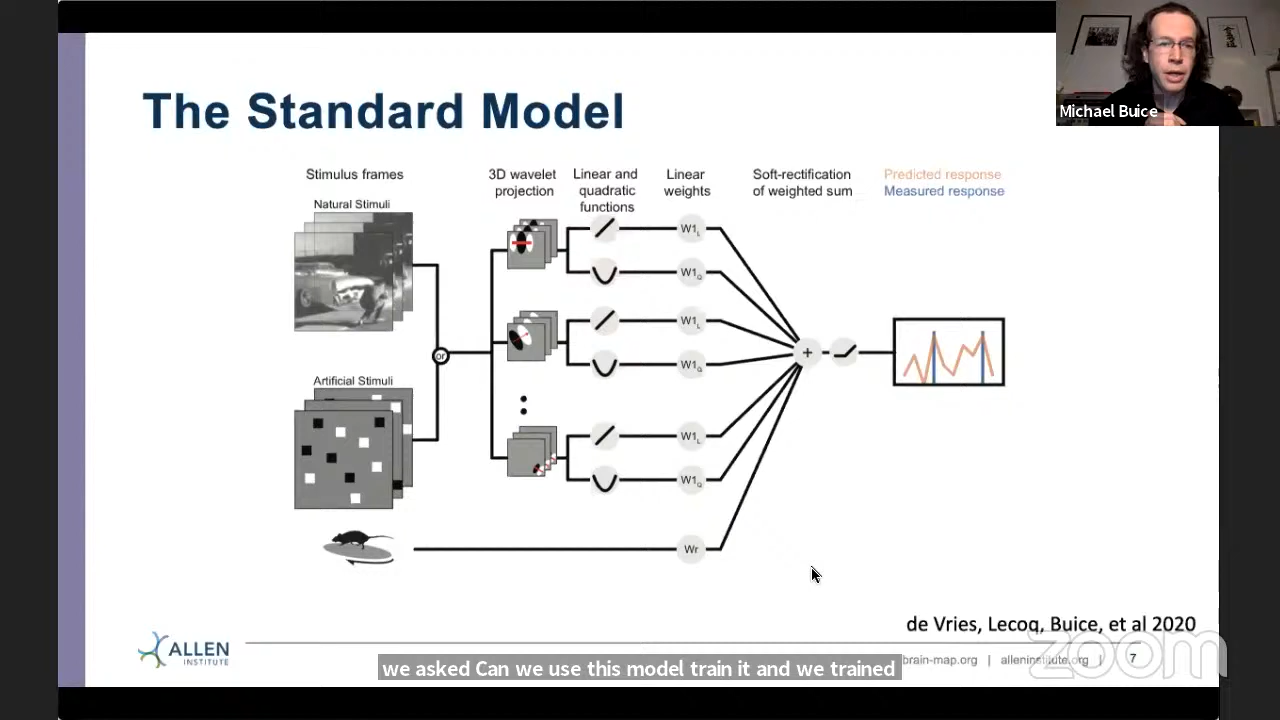 Michael Buice
The Standard Model
Stimulus frames
3D wavelet
projection
Linear and
quadratic
functions
Linear
weights
Soft-rectification
of weighted sum
Predicted response
Measured response
Natural Stimuli
W1L
W1Q
W1L
W1Q
or
+
Artificial Stimuli
W1L
W1Q
Wr
de Vries, Lecoq, Buice, et al 2020
ALLEN
INSTITUTE
brain-map.org | alleninstitute.org | 7
zoom
we asked Can we use this model train it and we trained